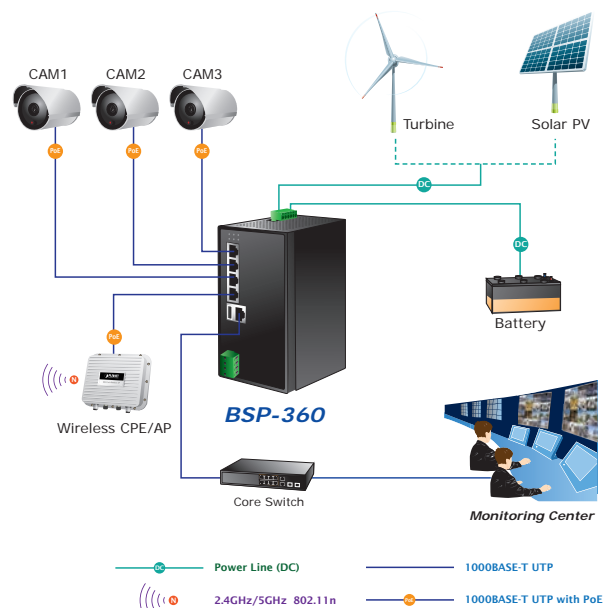 CAM1 CAM2 CAM3
PoE PoE PoE
Turbine Solar PV
DC
DC
Battery
PoE
N
Wireless CPE/AP
BSP-360
Core Switch
Monitoring Center
DC Power Line (DC) 1000BASE-T UTP
N 2.4GHz/5GHz 802.11n PoE 1000BASE-T UTP with PoE